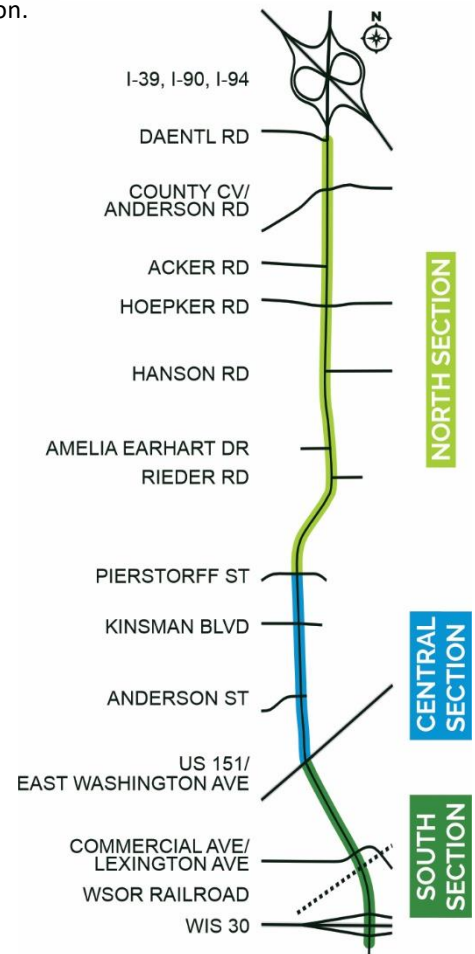 on.
N
I-39, I-90, I-94
DAENTL RD
COUNTY CV/
ANDERSON RD
ACKER RD
HOEPKER RD
HANSON RD
AMELIA EARHART DR
RIEDER RD
NORTH SECTION
PIERSTORFF ST
KINSMAN BLVD
ANDERSON ST
CENTRAL
SECTION
US 151/
EAST WASHINGTON AVE
COMMERCIAL AVE/
LEXINGTON AVE
WSOR RAILROAD
WIS 30
SOUTH
SECTION